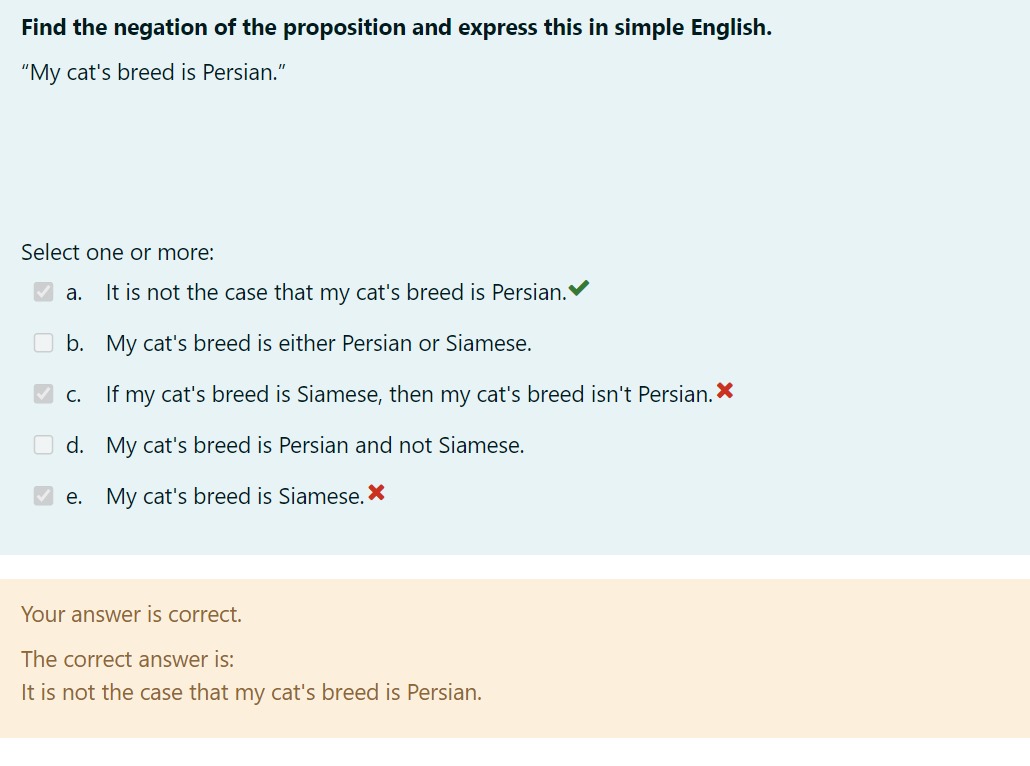 Find the negation of the proposition and express this in simple English.
“My cat's breed is Persian.”
Select one or more:
a. It is not the case that my cat's breed is Persian.
b. My cat's breed is either Persian or Siamese.
c. If my cat's breed is Siamese, then my cat's breed isn't Persian.
d. My cat's breed is Persian and not Siamese.
e. My cat's breed is Siamese.
Your answer is correct.
The correct answer is:
It is not the case that my cat's breed is Persian.